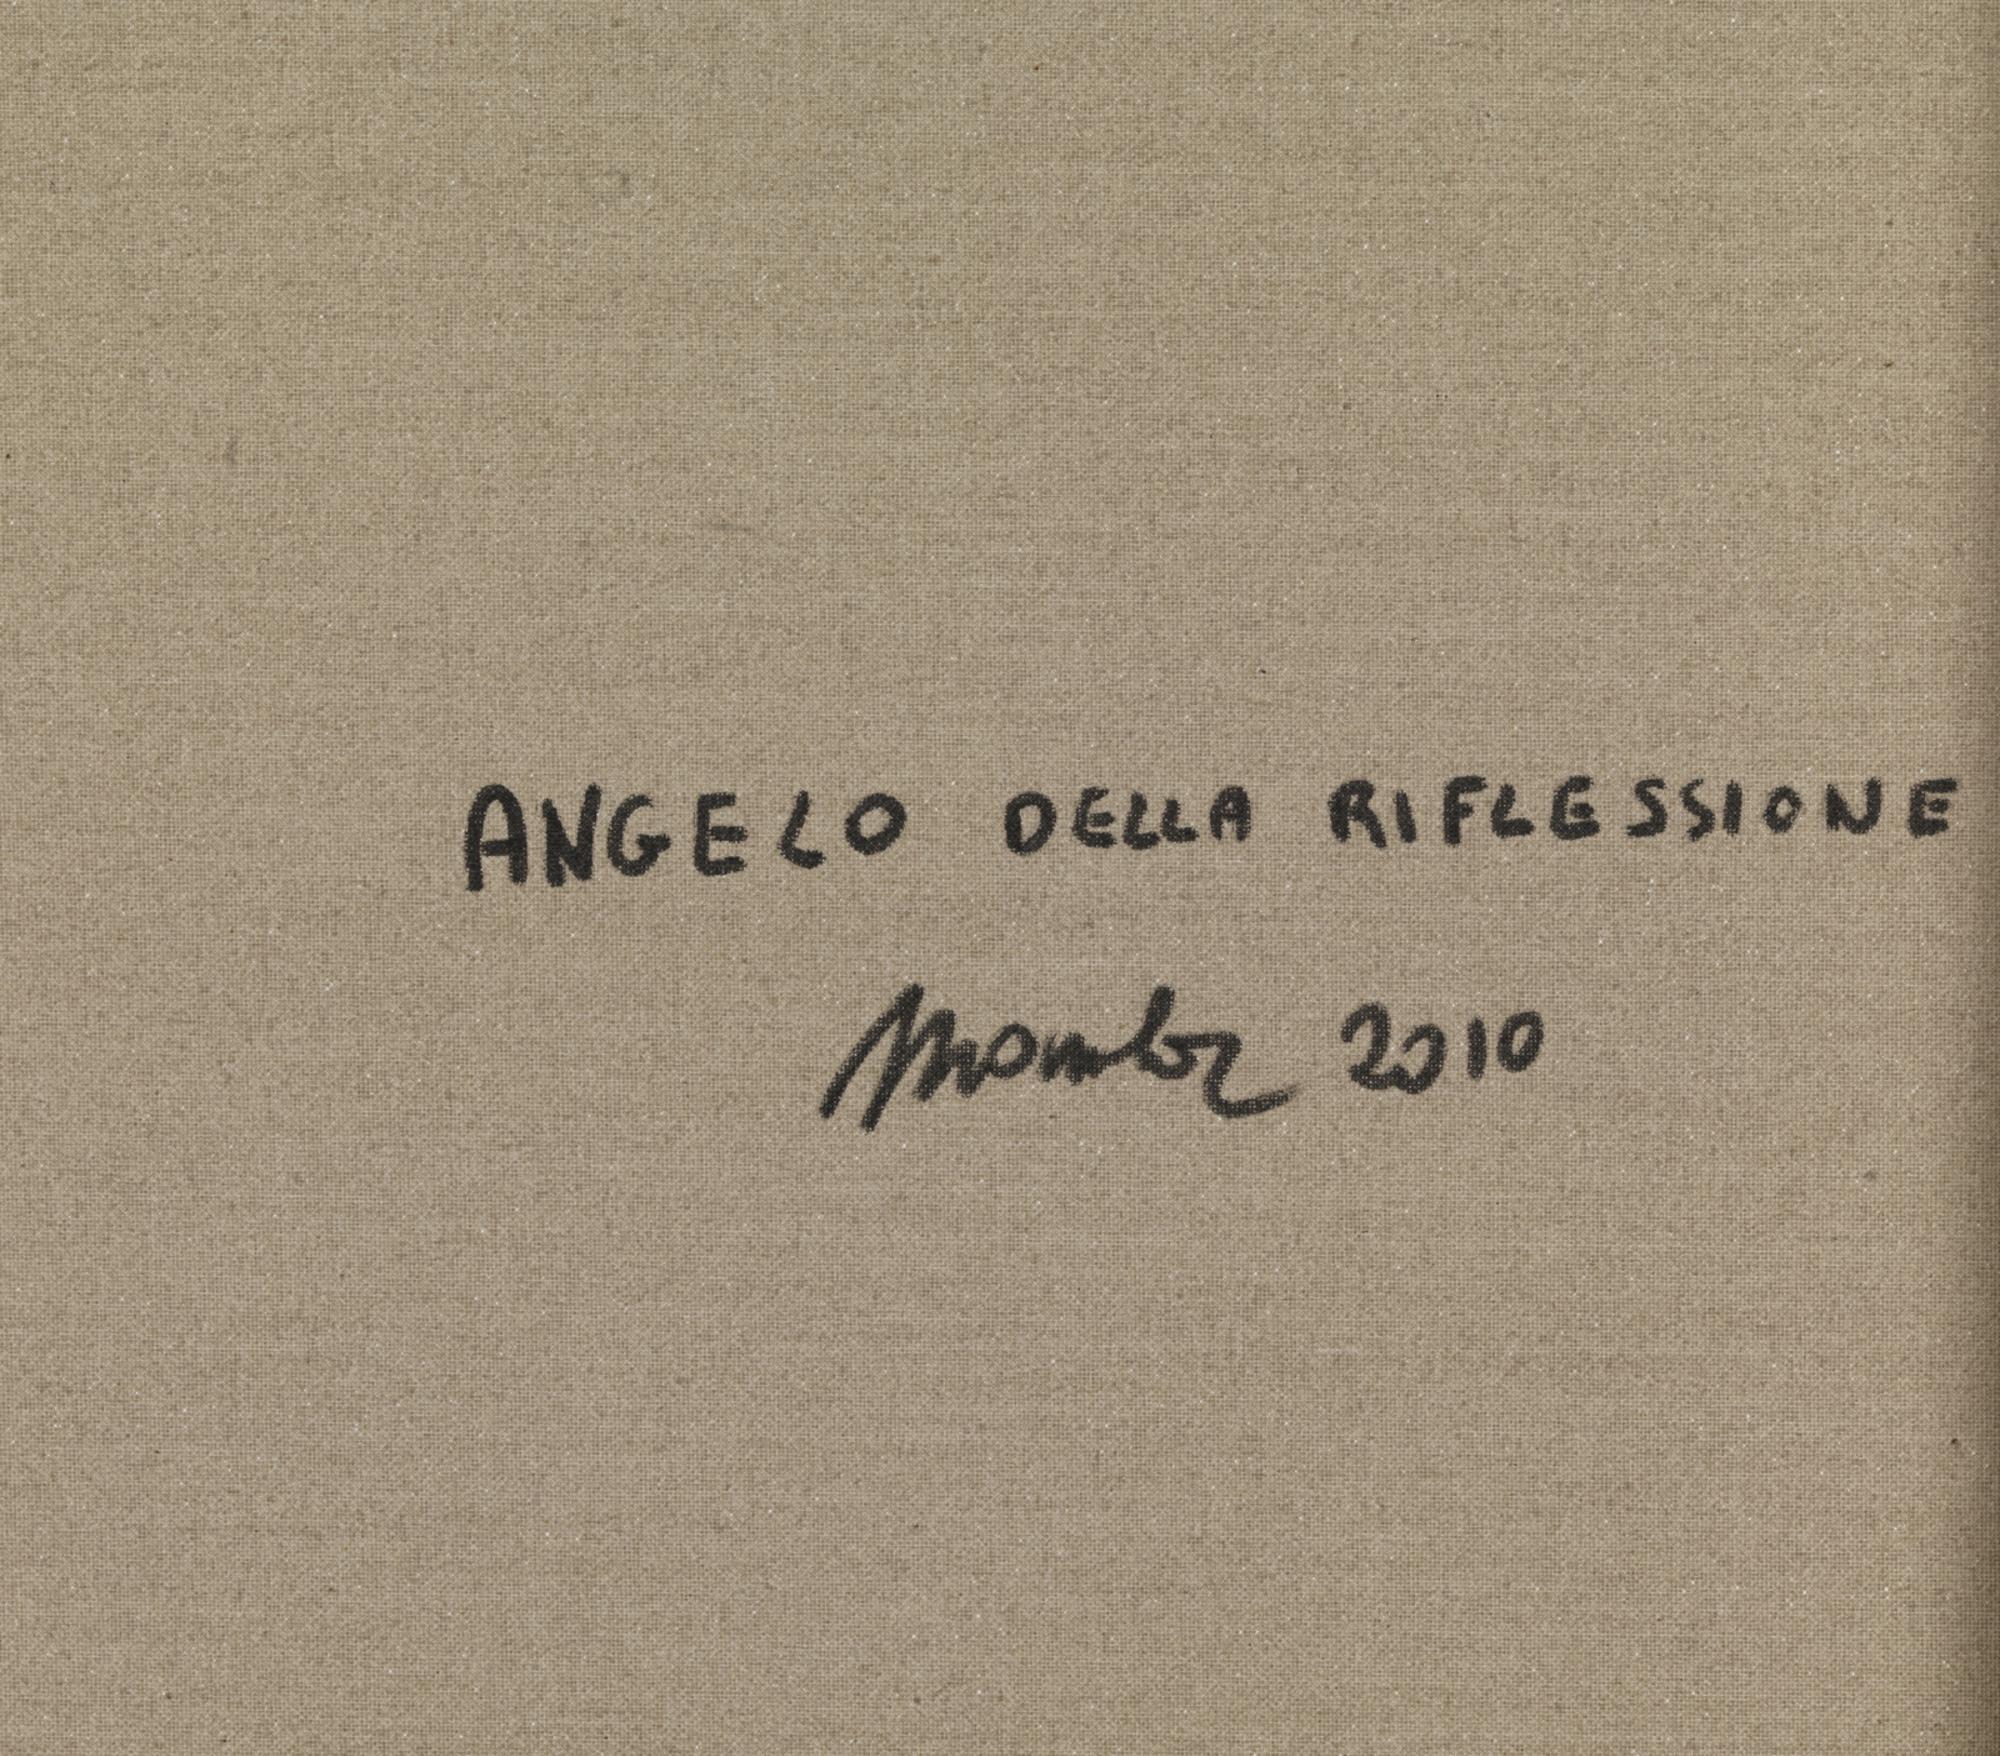 ANGELO DELLA RIFLESSIONE
2010